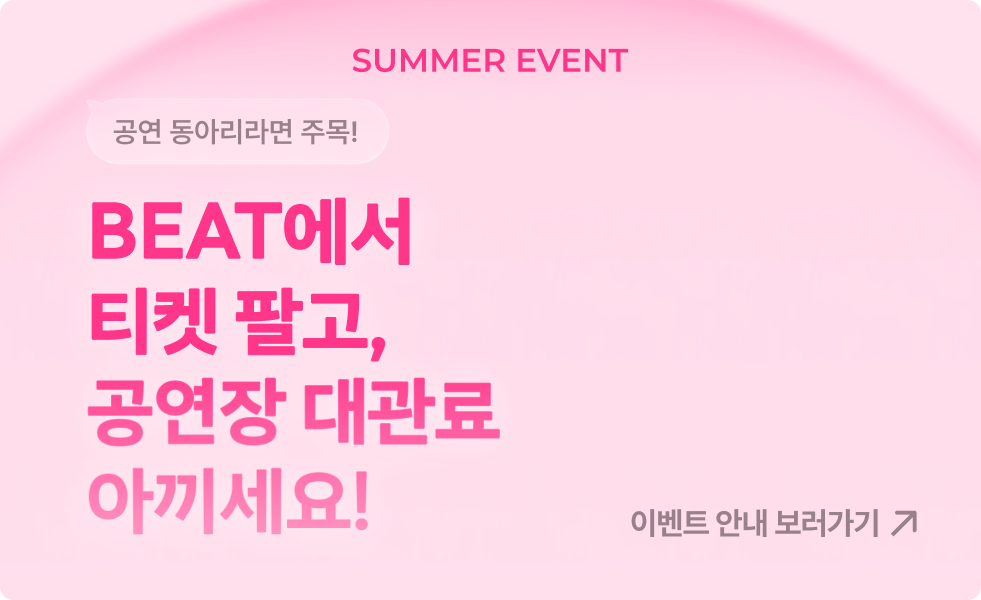 SUMMER EVENT
공연 동아리라면 주목!
BEAT에서
티켓 팔고,
공연장 대관료
아끼세요!
이벤트 안내 보러가기